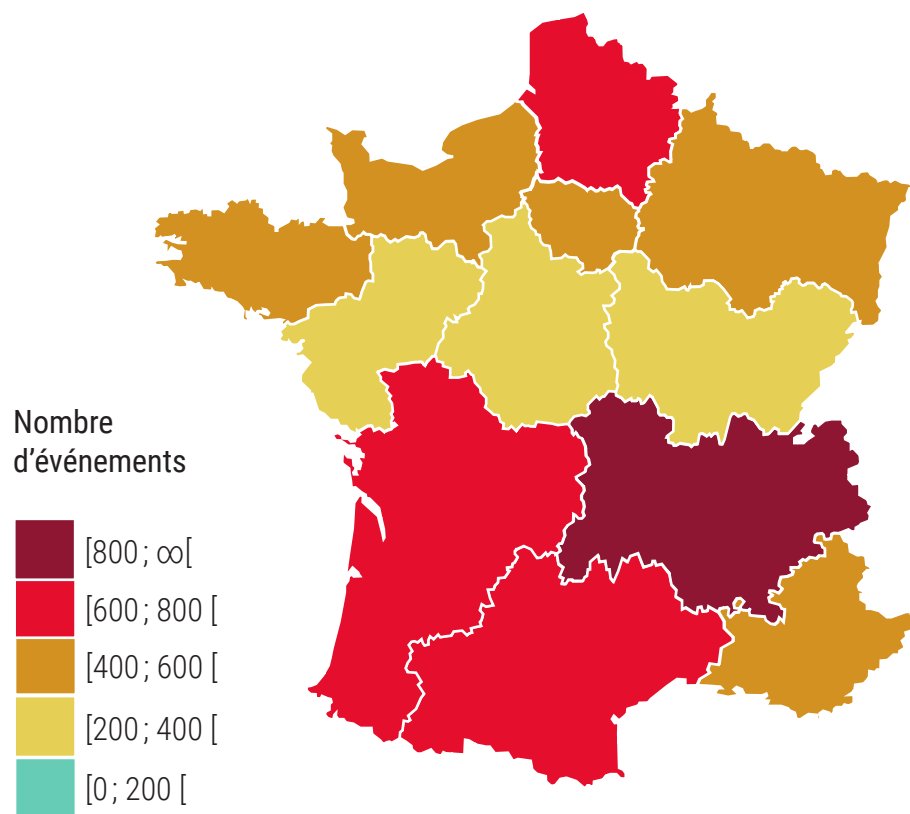 Nombre
d'événements
[800 ; ∞[
[600 ; 800 [
[400 ; 600 [
[200 ; 400 [
[0 ; 200 [